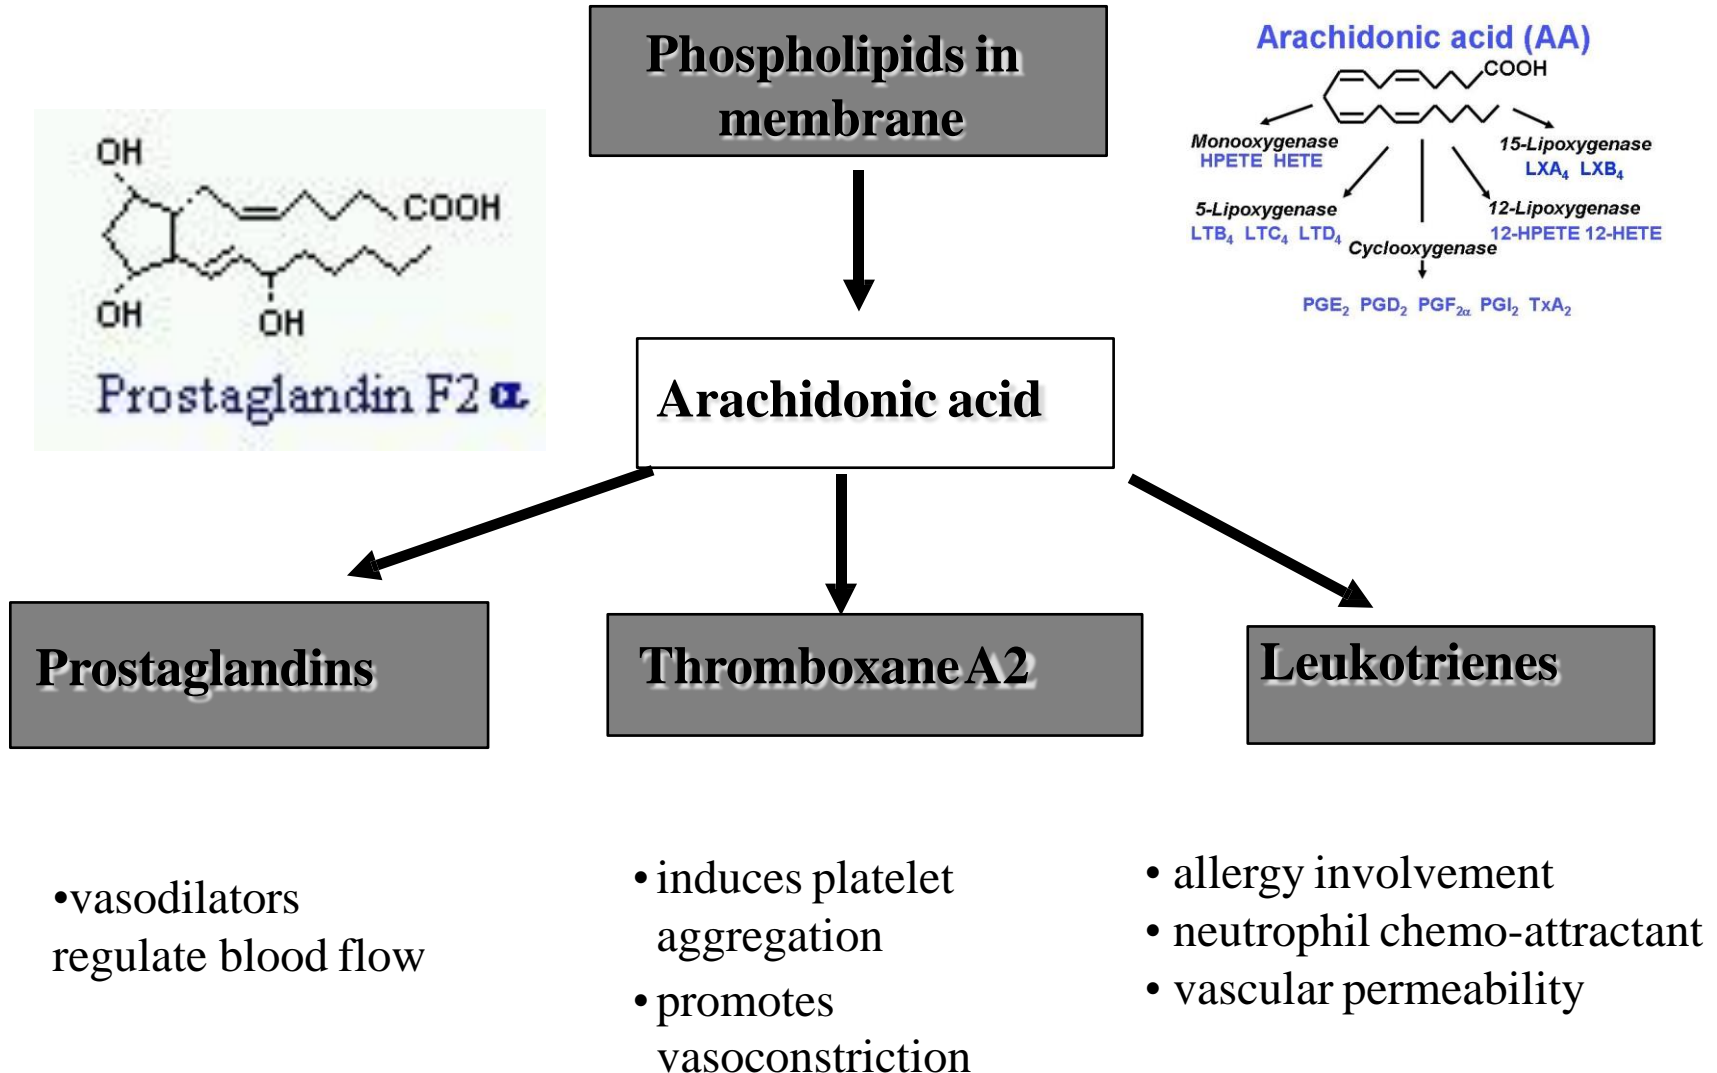 Phospholipids in
membrane
Arachidonic acid (AA)
COOH
Monooxygenase
HPETE HETE
15-Lipoxygenase
LXA4 LXB4
5-Lipoxygenase
LTB4 LTC4 LTD4
12-Lipoxygenase
12-HPETE 12-HETE
Cyclooxygenase
PGE2 PGD2 PGF2α PGI2 TxA2
OH
COOH
OH
OH
Prostaglandin F2 α
Arachidonic acid
Prostaglandins
Thromboxane A2
Leukotrienes
•vasodilators
regulate blood flow
• induces platelet
aggregation
• promotes
vasoconstriction
• allergy involvement
• neutrophil chemo-attractant
• vascular permeability